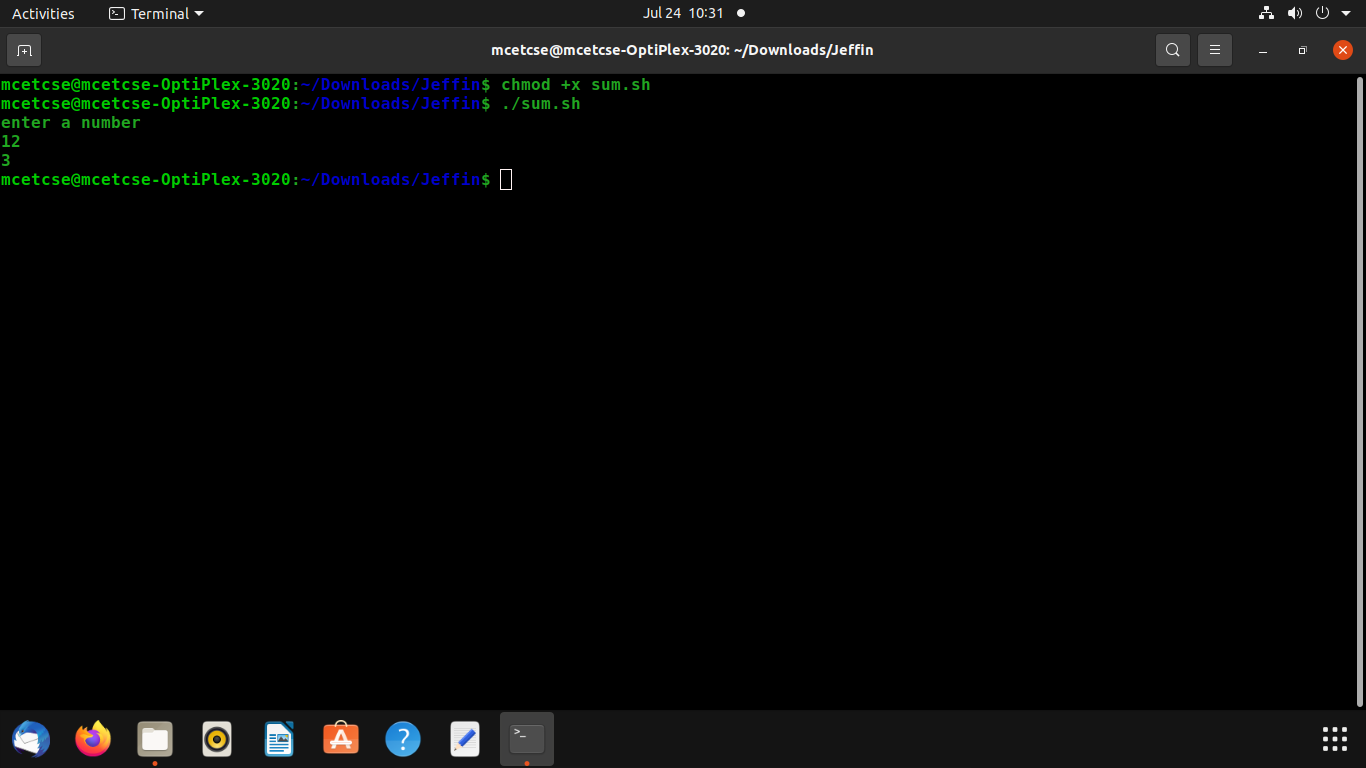 Activities
Terminal
Jul 24 10:31
mcetcse@mcetcse-OptiPlex-3020: ~/Downloads/Jeffin
mcetcse@mcetcse-OptiPlex-3020:~/Downloads/Jeffin$ chmod +x sum.sh
mcetcse@mcetcse-OptiPlex-3020:~/Downloads/Jeffin$ ./sum.sh
enter a number
12
3
mcetcse@mcetcse-OptiPlex-3020:~/Downloads/Jeffin$